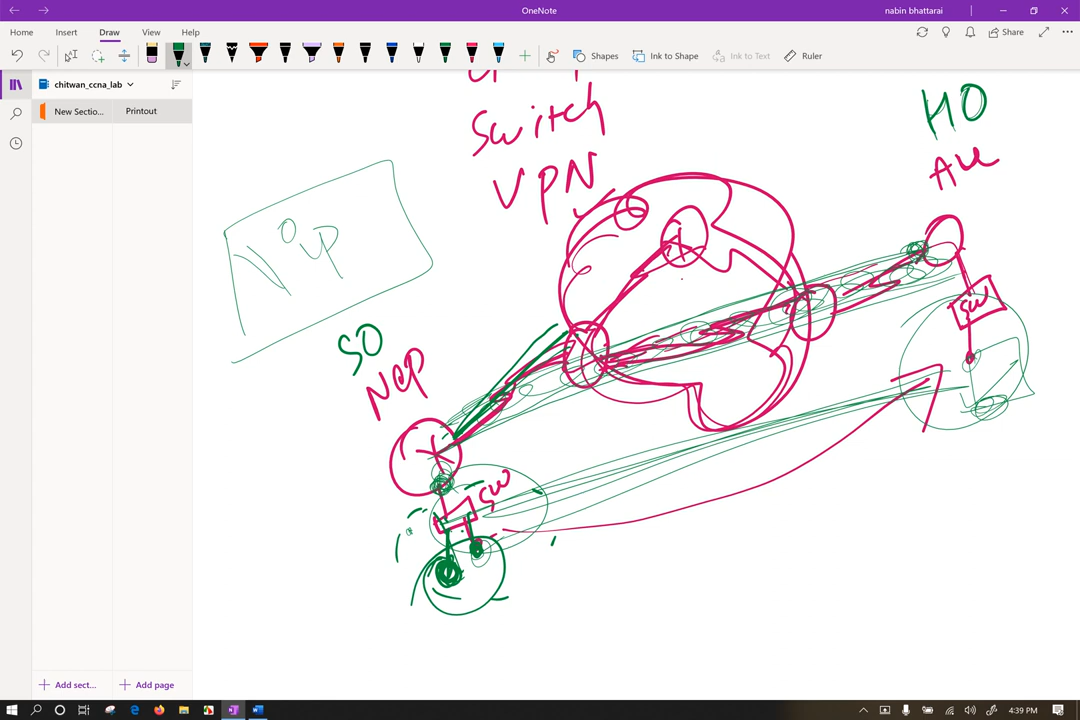 OneNote
nabin bhattarai
Home
Insert
Draw
View
Help
Share
Shapes
Ink to Shape
Ink to Text
Ruler
chitwan_ccna_lab
New Sectio...
Printout
Switch
VPN
HO
SW
SO
NeP
SW
Add sect...
Add page
4:39 PM